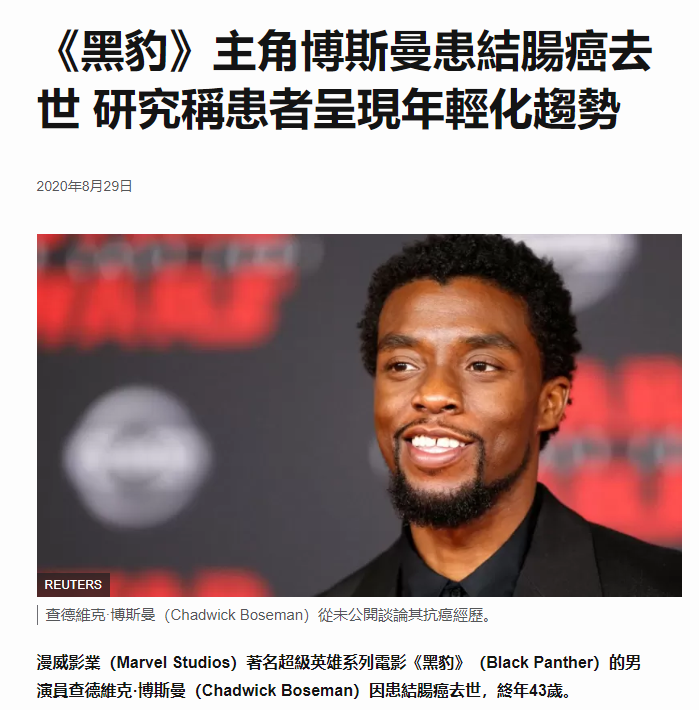 《黑豹》主角博斯曼患結腸癌去
世 研究稱患者呈現年輕化趨勢
2020年8月29日
WARS
REUTERS
查德維克·博斯曼（Chadwick Boseman）從未公開談論其抗癌經歷。
漫威影業（Marvel Studios）著名超級英雄系列電影《黑豹》（Black Panther）的男
演員查德維克·博斯曼（Chadwick Boseman）因患結腸癌去世，終年43歲。